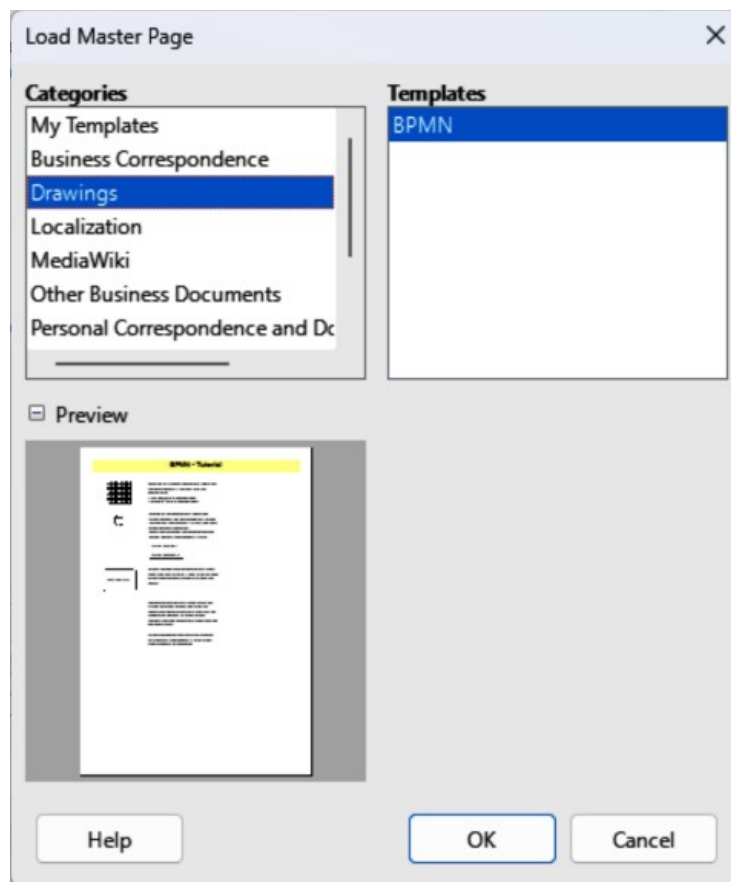 Load Master Page
Categories
Templates
My Templates
Business Correspondence
Drawings
Localization
MediaWiki
Other Business Documents
Personal Correspondence and Dc
BPMN
Preview
BPMN - Tutorial
Help
OK
Cancel